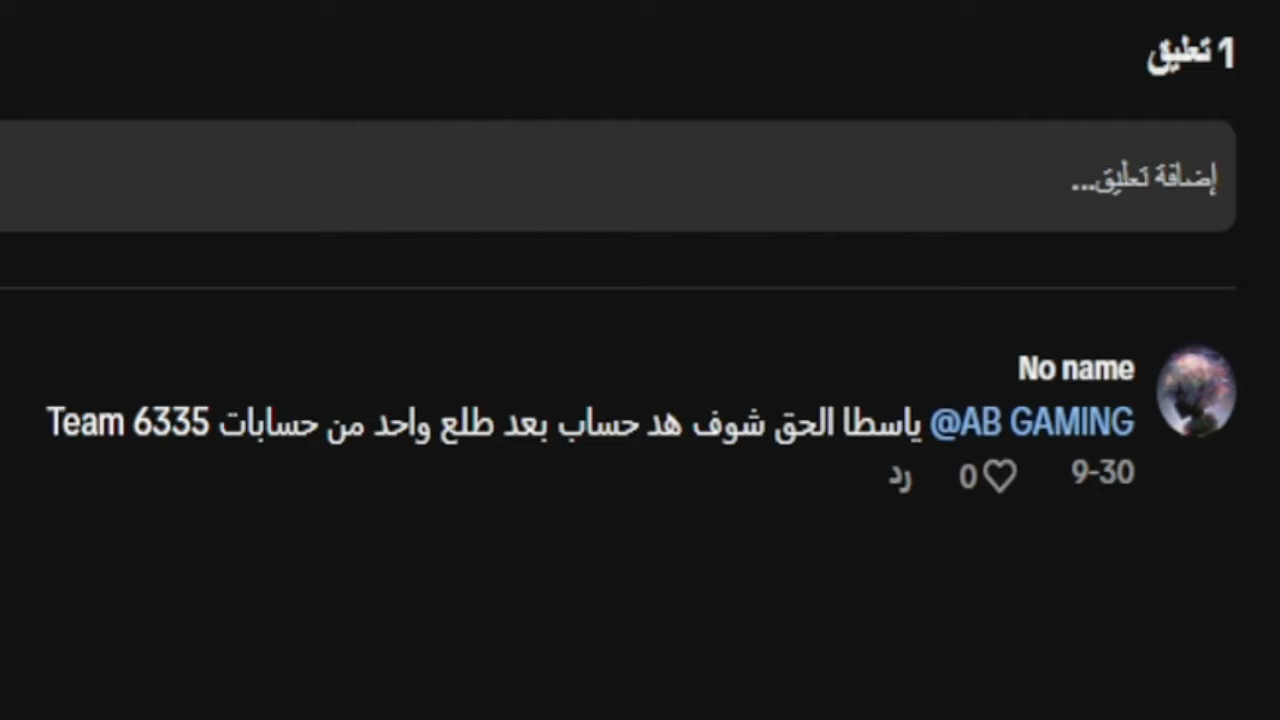 1 تعليق
إضافة تعليق...
No name
@AB GAMING ياسطا الحق شوف هد حساب بعد طلع واحد من حسابات Team 6335
9-30 0 رد